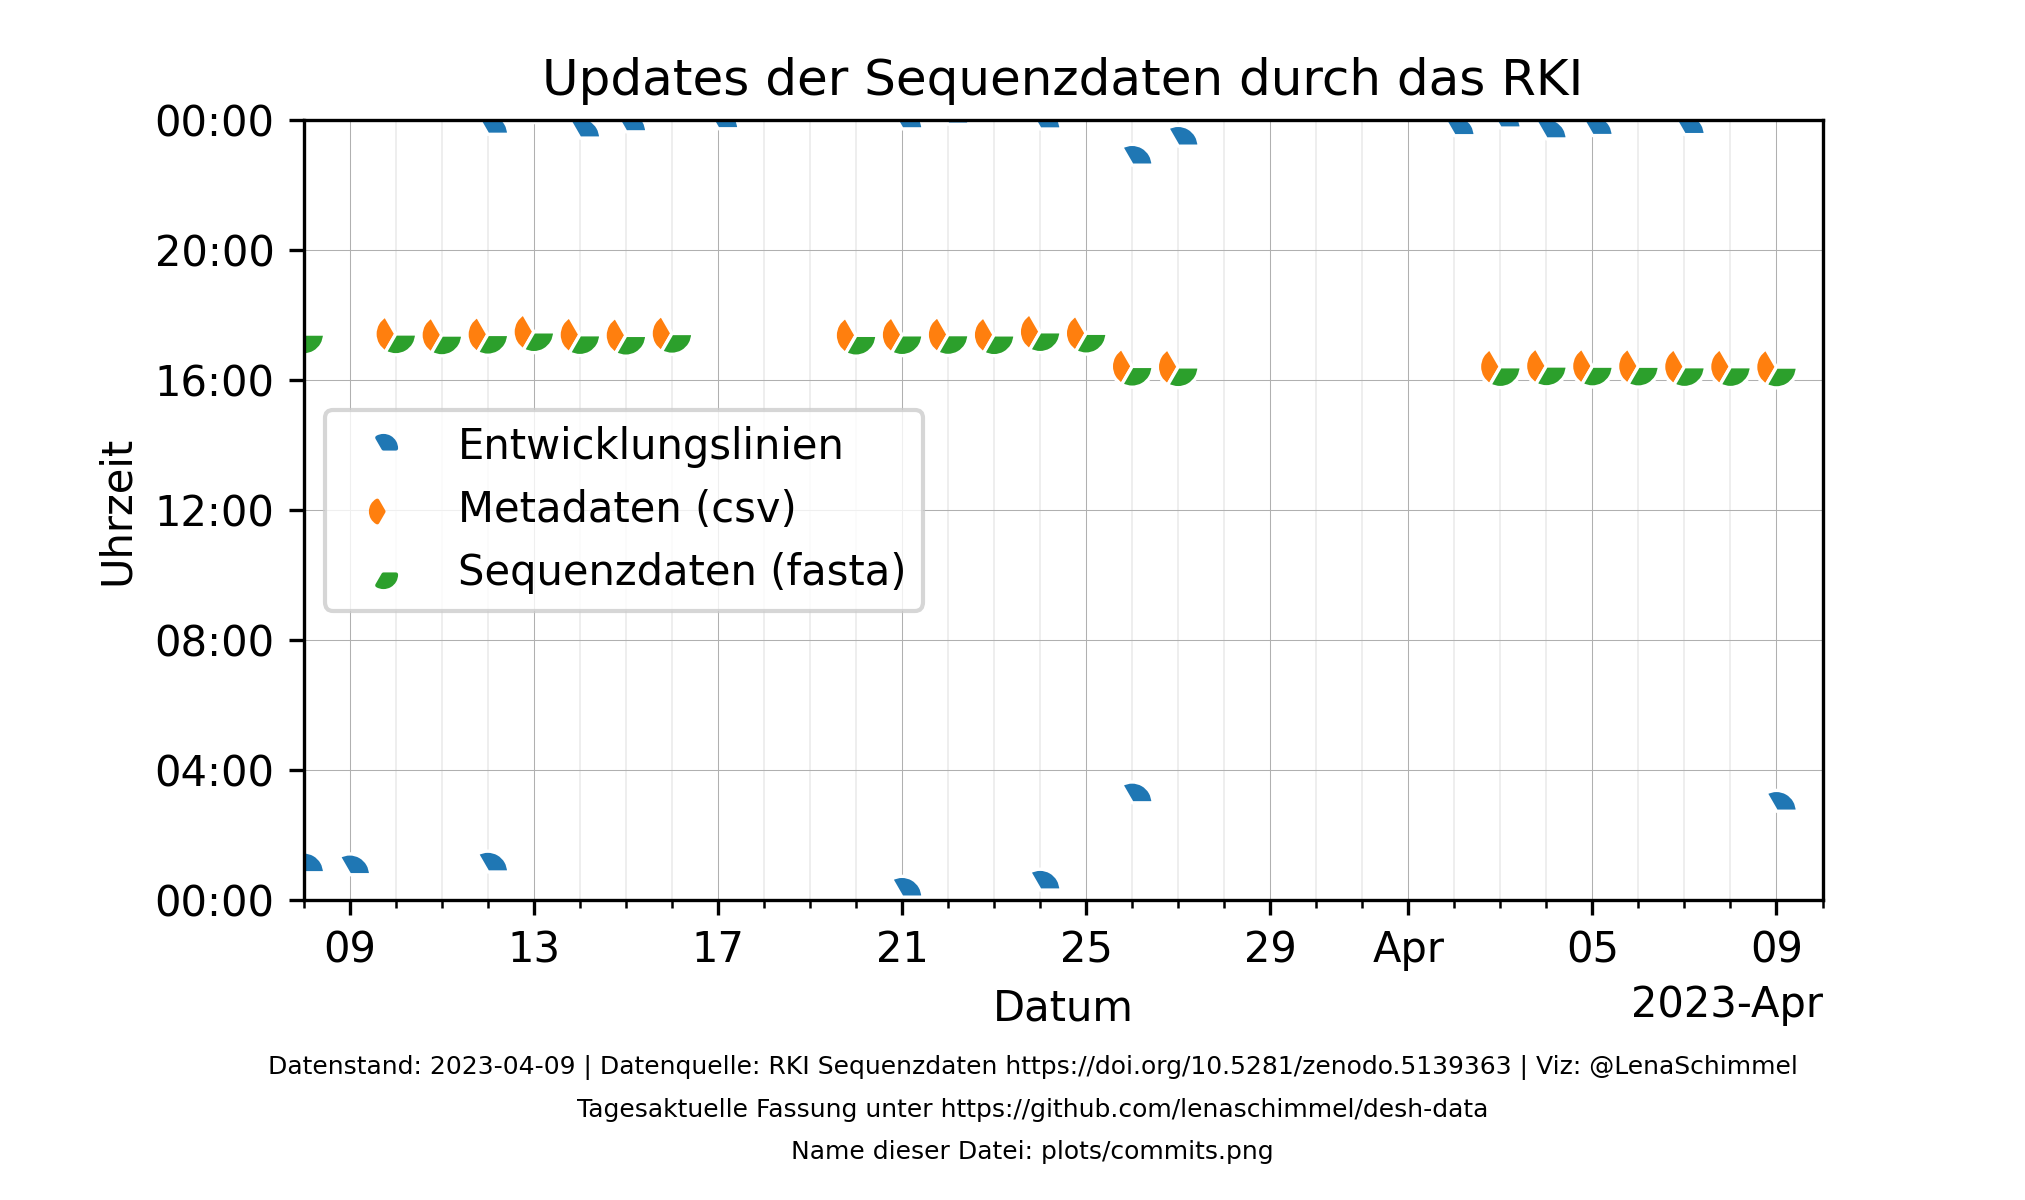 Updates der Sequenzdaten durch das RKI
00:00
20:00
16:00
12:00
08:00
04:00
00:00
Uhrzeit
Entwicklungslinien
Metadaten (csv)
Sequenzdaten (fasta)
09 13 17 21 25 29 Apr 05 09
Datum
2023-Apr
Datenstand: 2023-04-09 | Datenquelle: RKI Sequenzdaten https://doi.org/10.5281/zenodo.5139363 | Viz: @LenaSchimmel
Tagesaktuelle Fassung unter https://github.com/lenaschimmel/desh-data
Name dieser Datei: plots/commits.png